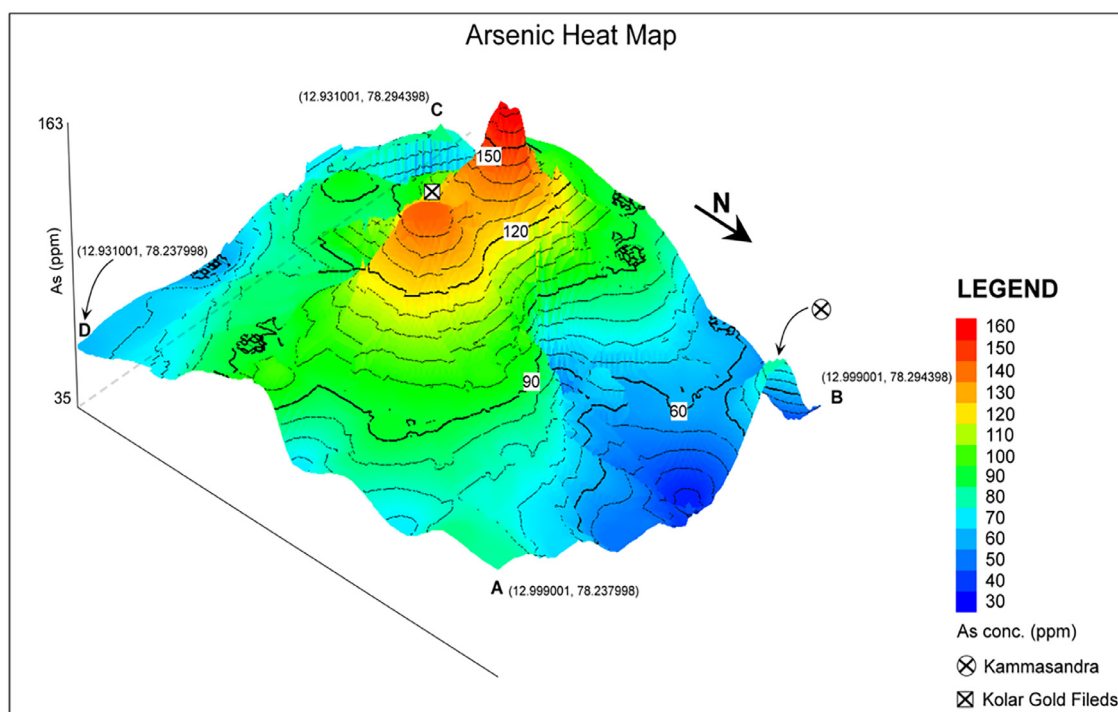 Arsenic Heat Map
(12.931001, 78.294398)
C
163
150
N
120
As (ppm)
(12.931001, 78.237998)
D
35
90
60
(12.999001, 78.294398)
B
A (12.999001, 78.237998)
LEGEND
160
150
140
130
120
110
100
90
80
70
60
50
40
30
As conc. (ppm)
Kammasandra
Kolar Gold Fileds